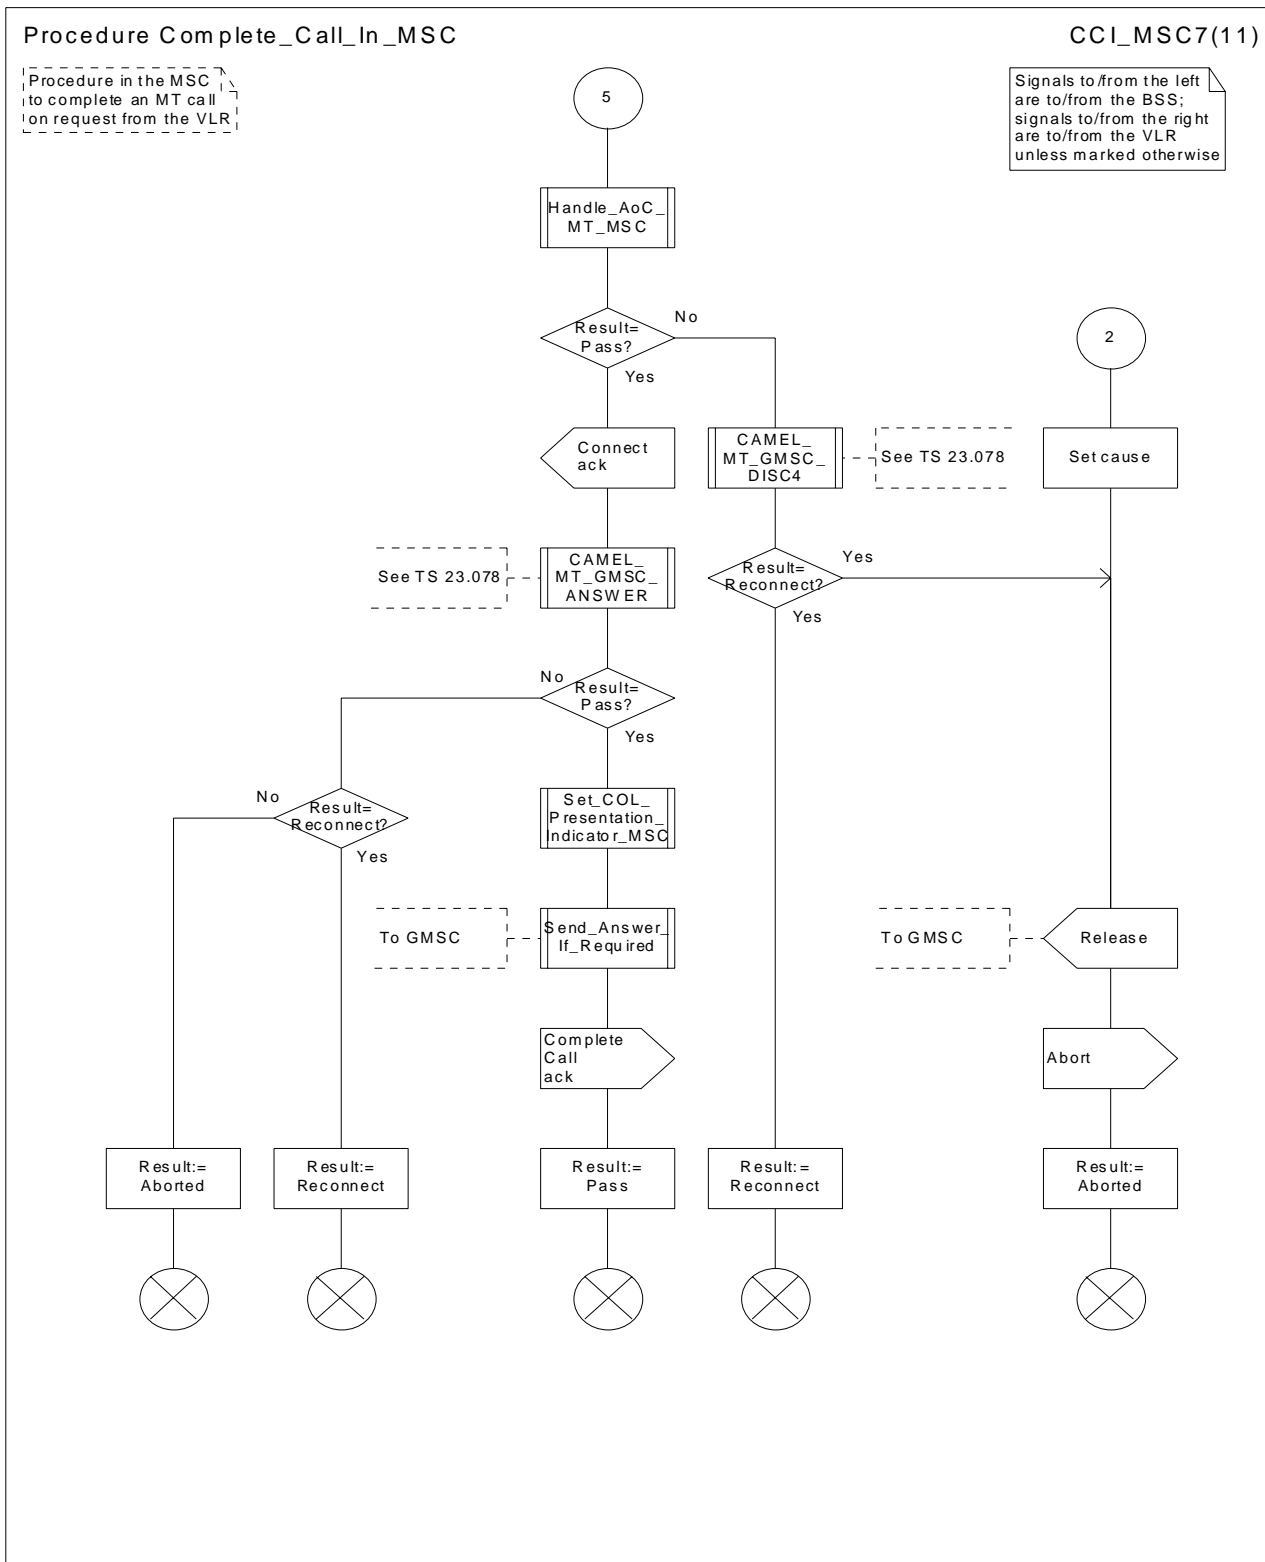 Procedure Complete_Call_In_MSC
CCI_MSC7(11)
Procedure in the MSC
to complete an MT call
on request from the VLR
5
Signals to/from the left
are to/from the BSS;
signals to/from the right
are to/from the VLR
unless marked otherwise
Handle_AoC_
MT_MSC
Result=
Pass?
No
Yes
2
Connect
ack
CAMEL_
MT_GMSC_
DISC4
See TS 23.078
Set cause
See TS 23.078
CAMEL_
MT_GMSC_
ANSWER
Result=
Reconnect?
Yes
Yes
No
Result=
Pass?
Yes
No
Result=
Reconnect?
Yes
Set_COL_
Presentation_
Indicator_MSC
To GMSC
Send_Answer_
If_Required
To GMSC
Release
Complete
Call
ack
Abort
Result:=
Aborted
Result:=
Reconnect
Result:=
Pass
Result:=
Reconnect
Result:=
Aborted